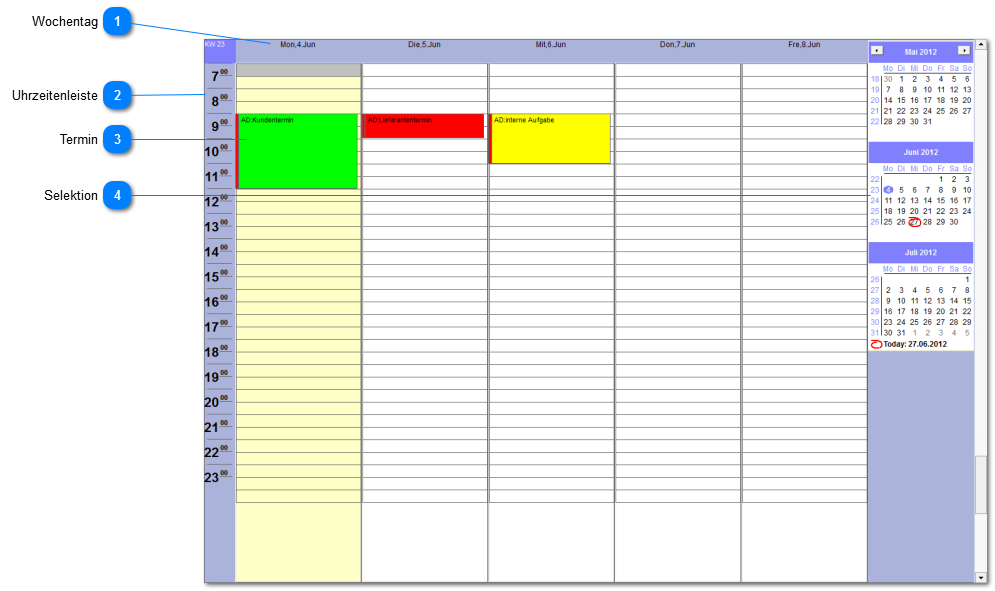 Wochentag 1
Uhrzeitenleiste 2
Termin 3
Selektion 4
KW 23 Mon,4.Jun Die,5.Jun Mit,6.Jun Don,7.Jun Fre,8.Jun
7 00
8 00
9 00
10 00
11 00
12 00
13 00
14 00
15 00
16 00
17 00
18 00
19 00
20 00
21 00
22 00
23 00
AD:Kundentermin
AD:Lieferantentermin
AD:interne Aufgabe
Mai 2012
Mo Di Mi Do Fr Sa So
18 30 1 2 3 4 5 6
19 7 8 9 10 11 12 13
20 14 15 16 17 18 19 20
21 21 22 23 24 25 26 27
22 28 29 30 31
Juni 2012
Mo Di Mi Do Fr Sa So
22 1 2 3
23 4 5 6 7 8 9 10
24 11 12 13 14 15 16 17
25 18 19 20 21 22 23 24
26 25 26 27 28 29 30
Juli 2012
Mo Di Mi Do Fr Sa So
26 1
27 2 3 4 5 6 7 8
28 9 10 11 12 13 14 15
29 16 17 18 19 20 21 22
30 23 24 25 26 27 28 29
31 30 31 1 2 3 4 5
Today: 27.06.2012